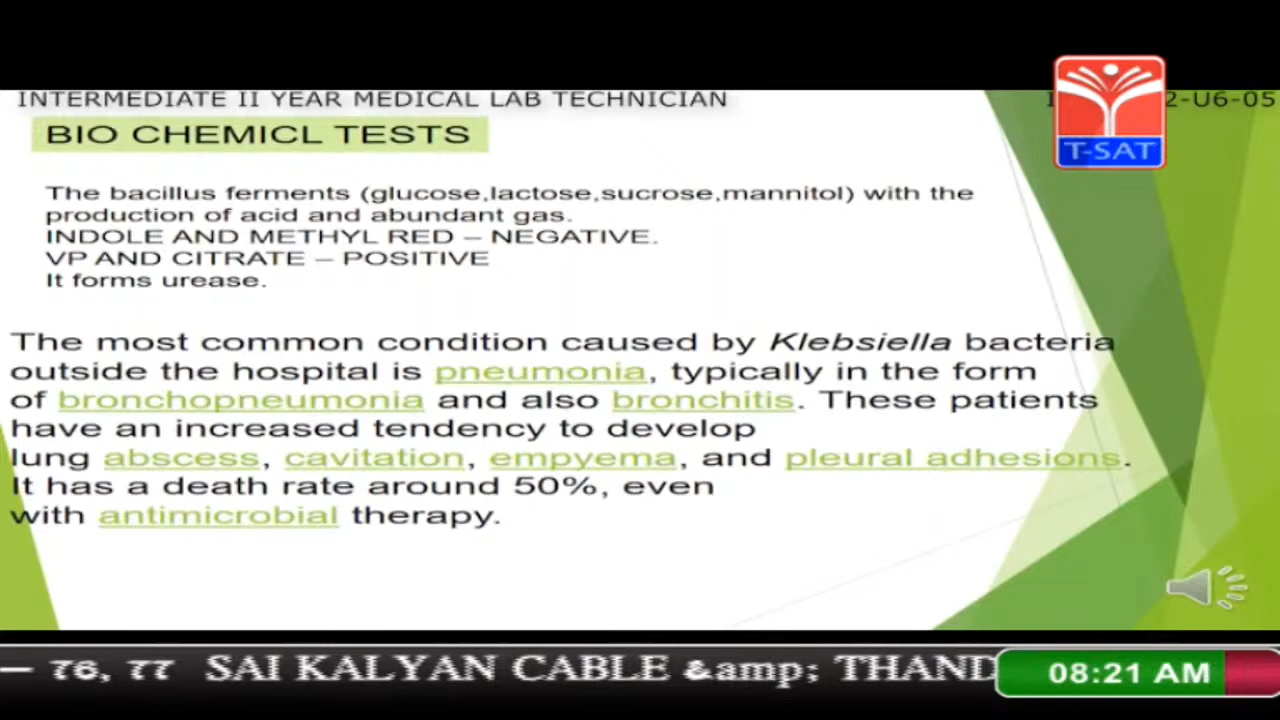 INTERMEDIATE II YEAR MEDICAL LAB TECHNICIAN
2-U6-05
T-SAT
BIO CHEMICL TESTS
The bacillus ferments (glucose,lactose,sucrose,mannitol) with the
production of acid and abundant gas.
INDOLE AND METHYL RED – NEGATIVE.
VP AND CITRATE – POSITIVE
It forms urease.
The most common condition caused by Klebsiella bacteria
outside the hospital is pneumonia, typically in the form
of bronchopneumonia and also bronchitis. These patients
have an increased tendency to develop
lung abscess, cavitation, empyema, and pleural adhesions.
It has a death rate around 50%, even
with antimicrobial therapy.
– 76, 77 SAI KALYAN CABLE &amp; THAND
08:21 AM